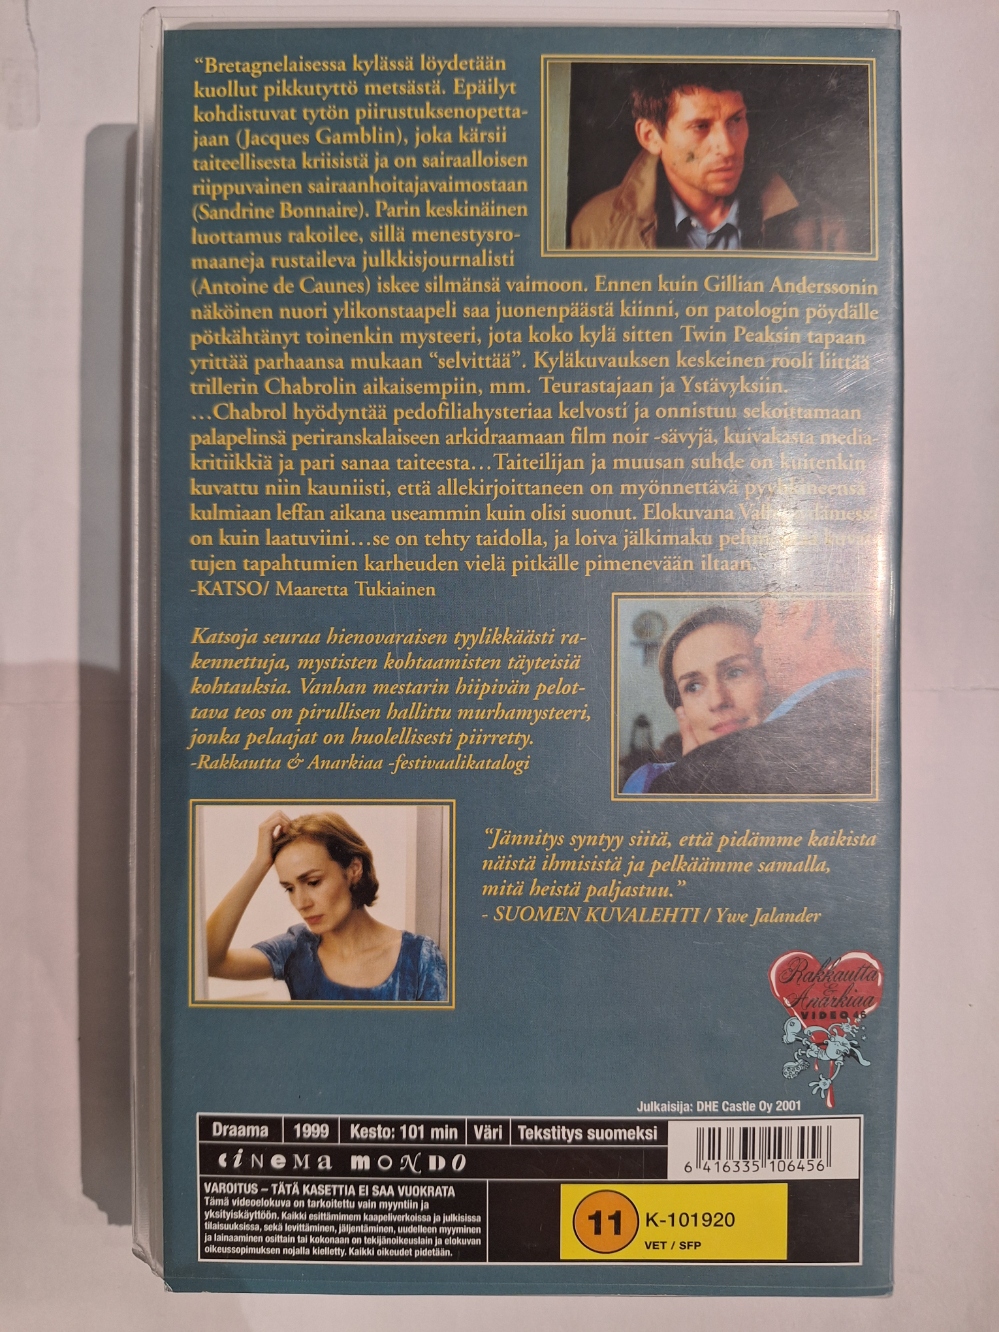 “Bretagnelaisessa kylässä löydetään
kuollut pikkutyttö metsästä. Epäilyt
kohdistuvat tytön piirustuksenopetta-
jaan (Jacques Gamblin), joka kärsii
taiteellisesta kriisistä ja on sairaalloisen
riippuvainen sairaanhoitajavaimostaan
(Sandrine Bonnaire). Parin keskinäinen
luottamus rakoilee, sillä menestysro-
maaneja rustaileva julkkisjournalisti
(Antoine de Caunes) iskee silmänsä vaimoon. Ennen kuin Gillian Anderssonin
näköinen nuori ylikonstaapeli saa juonenpäästä kiinni, on patologin pöydälle
pötkähtänyt toinenkin mysteeri, jota koko kylä sitten Twin Peaksin tapaan
yrittää parhaansa mukaan “selvittää”. Kyläkuvauksen keskeinen rooli liittää
trillerin Chabrolin aikaisempiin, mm. Teurastajaan ja Ystävyksiin.
...Chabrol hyödyntää pedofiliahysteriaa kelvosti ja onnistuu sekoittamaan
palapelinsä periranskalaiseen arkidraamaan film noir -sävyjä, kuivakasta media-
kritiikkiä ja pari sanaa taiteesta...Taiteilijan ja muusan suhde on kuitenkin
kuvattu niin kauniisti, että allekirjoittaneen on myönnettävä pyyhkineensä
kulmiaan leffan aikana useammin kuin olisi suonut. Elokuvana
on kuin laatuviini...se on tehty taidolla, ja loiva jälkimaku
tujen tapahtumien karheuden vielä pitkälle pimenevään iltaan.”
-KATSO/ Maaretta Tukiainen
Katsoja seuraa hienovaraisen tyylikkäästi ra-
kennettuja, mystisten kohtaamisten täyteisiä
kohtauksia. Vanhan mestarin hiipivän pelot-
tava teos on pirullisen hallittu murhamysteeri,
jonka pelaajat on huolellisesti piirretty.
-Rakkautta & Anarkiaa -festivaalikatalogi
“Jännitys syntyy siitä, että pidämme kaikista
näistä ihmisistä ja pelkäämme samalla,
mitä heistä paljastuu.”
- SUOMEN KUVALEHTI / Ywe Jalander
Rakkautta
&
Anarkiaa
VIDEO 46
Julkaisija: DHE Castle Oy 2001
Draama 1999 Kesto: 101 min Väri Tekstitys suomeksi
CINEMA MONDO
6 416335 106456
VAROITUS – TÄTÄ KASETTIA EI SAA VUOKRATA
Tämä videoelokuva on tarkoitettu vain myyntiin ja
yksityiskäyttöön. Kaikki esittämimem kaapeliverkoissa ja julkisissa
tilaisuuksissa, sekä levittäminen, jäljentäminen, uudelleen myyminen
ja lainaaminen osittain tai kokonaan on tekijänoikeuslain ja elokuvan
oikeussopimuksen nojalla kielletty. Kaikki oikeudet pidetään.
11 K-101920
VET / SFP